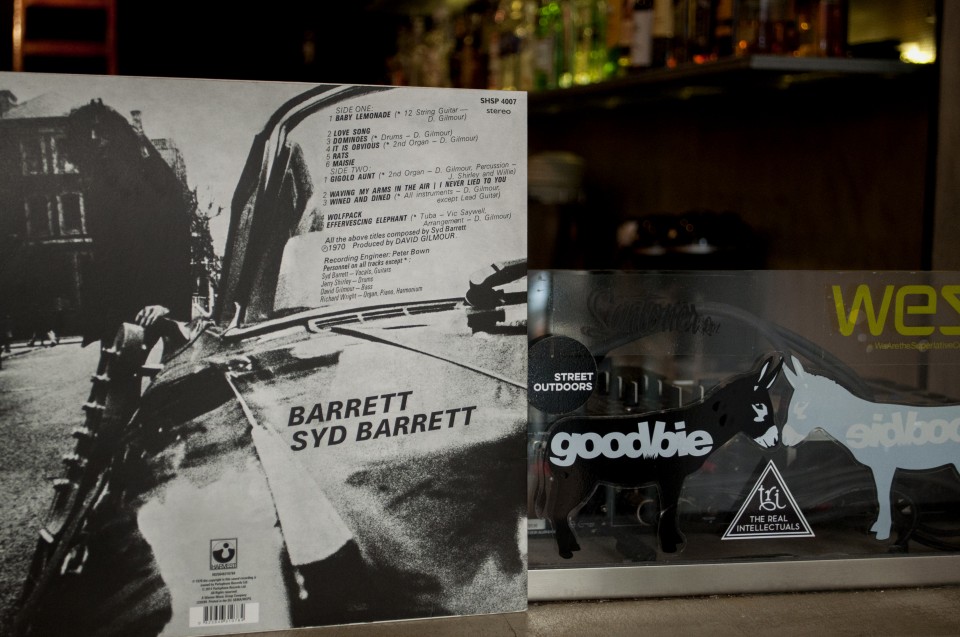 SHSP 4007
stereo
SIDE ONE:
1 BABY LEMONADE (* 12 String Guitar —
D. Gilmour)
2 LOVE SONG
3 DOMINOES (* Drums — D. Gilmour)
4 IT IS OBVIOUS (* 2nd Organ — D. Gilmour)
5 RATS
6 MAISIE
SIDE TWO:
1 GIGOLO AUNT (* 2nd Organ — D. Gilmour, Percussion —
J. Shirley and Willie)
2 WAVING MY ARMS IN THE AIR | I NEVER LIED TO YOU
3 WINED AND DINED (* All instruments — D. Gilmour,
except Lead Guitar)
4 WOLFPACK
EFFERVESCING ELEPHANT (* Tuba — Vic Saywell,
Arrangement — D. Gilmour)
All the above titles composed by Syd Barrett
℗1970 Produced by DAVID GILMOUR.
Recording Engineer: Peter Bown
Personnel on all tracks except * :
Syd Barrett — Vocals, Guitars
Jerry Shirley — Drums
David Gilmour — Bass
Richard Wright — Organ, Piano, Harmonium
BARRETT
SYD BARRETT
HARVEST
STREET
OUTDOORS
goodbie
goodbie
tri
THE REAL
INTELLECTUALS
wes